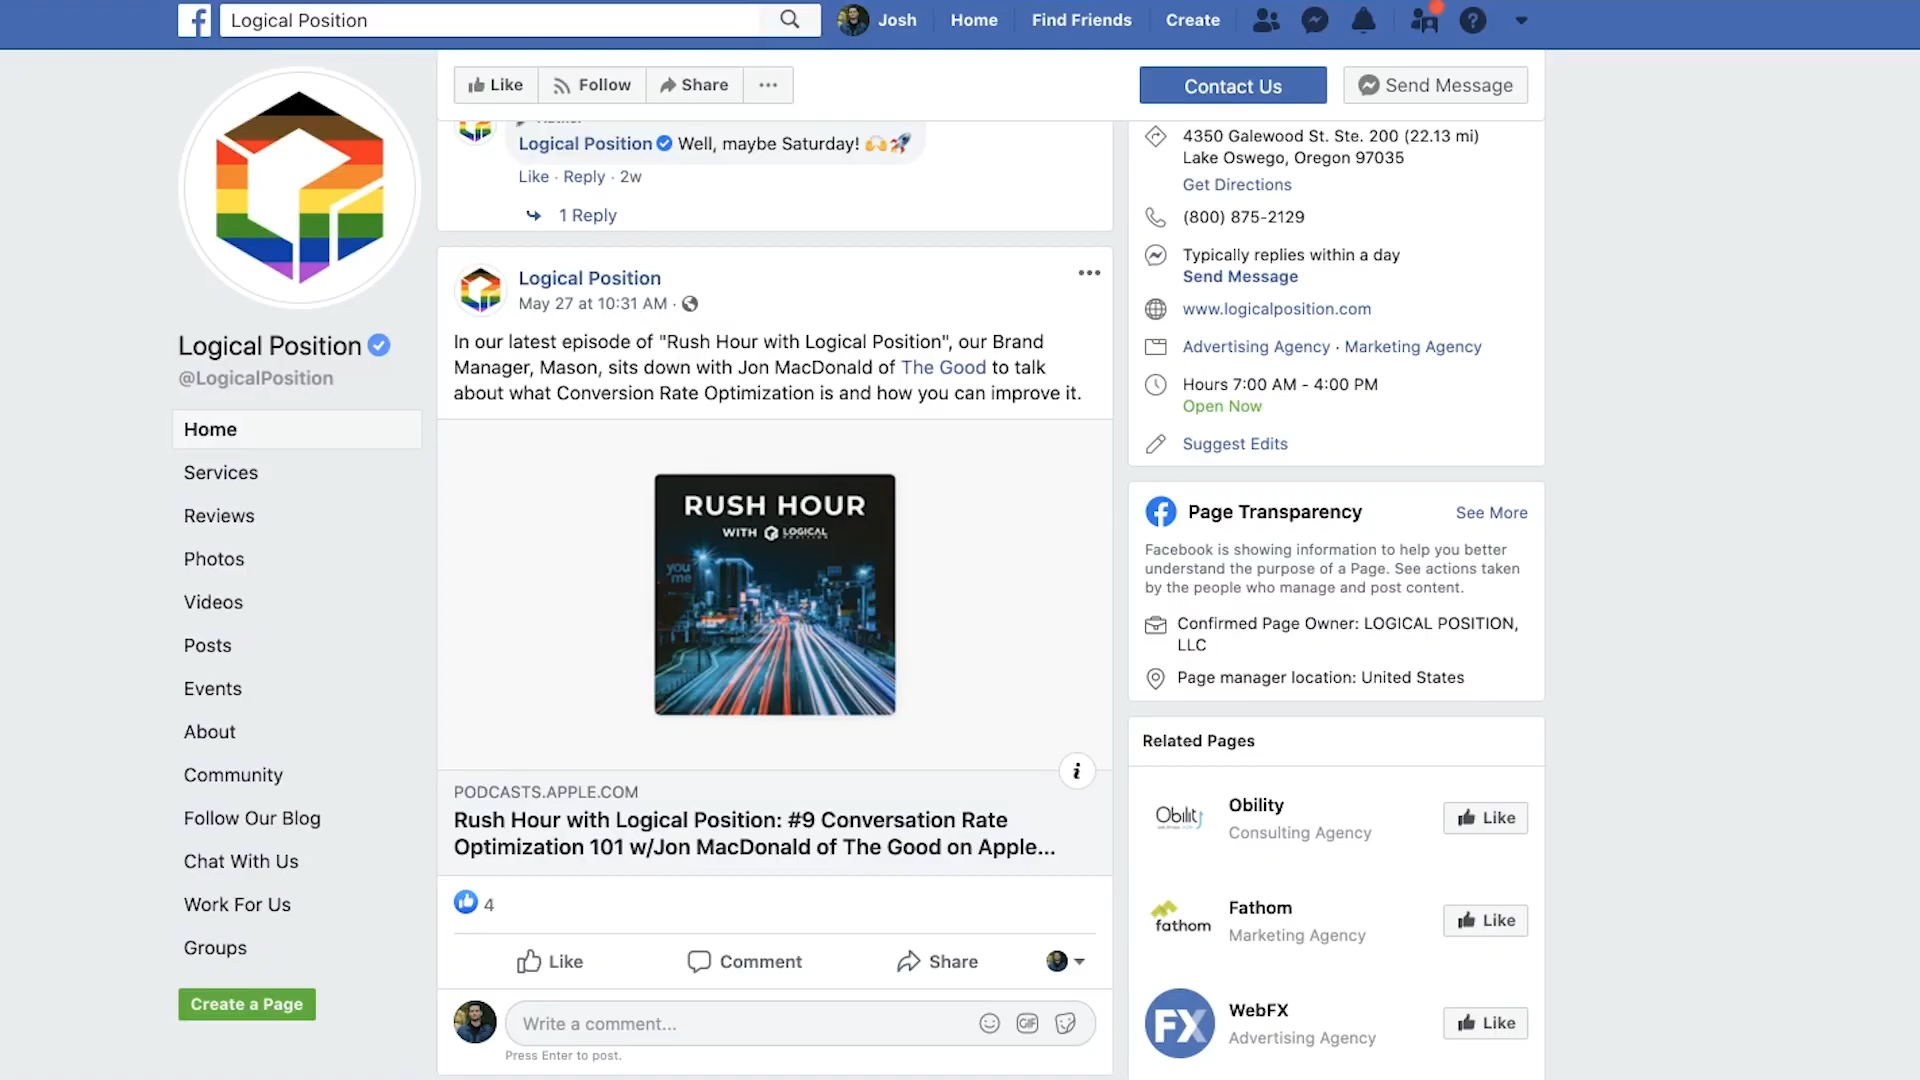 Logical Position
Josh
Home
Find Friends
Create
Like
Follow
Share
Contact Us
Send Message
Logical Position
@LogicalPosition
Home
Services
Reviews
Photos
Videos
Posts
Events
About
Community
Follow Our Blog
Chat With Us
Work For Us
Groups
Create a Page
Logical Position Well, maybe Saturday! 🙌🚀
Like · Reply · 2w
1 Reply
Logical Position
May 27 at 10:31 AM ·
In our latest episode of "Rush Hour with Logical Position", our Brand
Manager, Mason, sits down with Jon MacDonald of The Good to talk
about what Conversion Rate Optimization is and how you can improve it.
RUSH HOUR
WITH LOGICAL
POSITION
you
me
PODCASTS.APPLE.COM
Rush Hour with Logical Position: #9 Conversation Rate
Optimization 101 w/Jon MacDonald of The Good on Apple...
4
Like
Comment
Share
Write a comment...
GIF
Press Enter to post.
4350 Galewood St. Ste. 200 (22.13 mi)
Lake Oswego, Oregon 97035
Get Directions
(800) 875-2129
Typically replies within a day
Send Message
www.logicalposition.com
Advertising Agency · Marketing Agency
Hours 7:00 AM - 4:00 PM
Open Now
Suggest Edits
Page Transparency
See More
Facebook is showing information to help you better
understand the purpose of a Page. See actions taken
by the people who manage and post content.
Confirmed Page Owner: LOGICAL POSITION,
LLC
Page manager location: United States
Related Pages
Obility
Obility
Consulting Agency
Like
fathom
Fathom
Marketing Agency
Like
FX
WebFX
Advertising Agency
Like